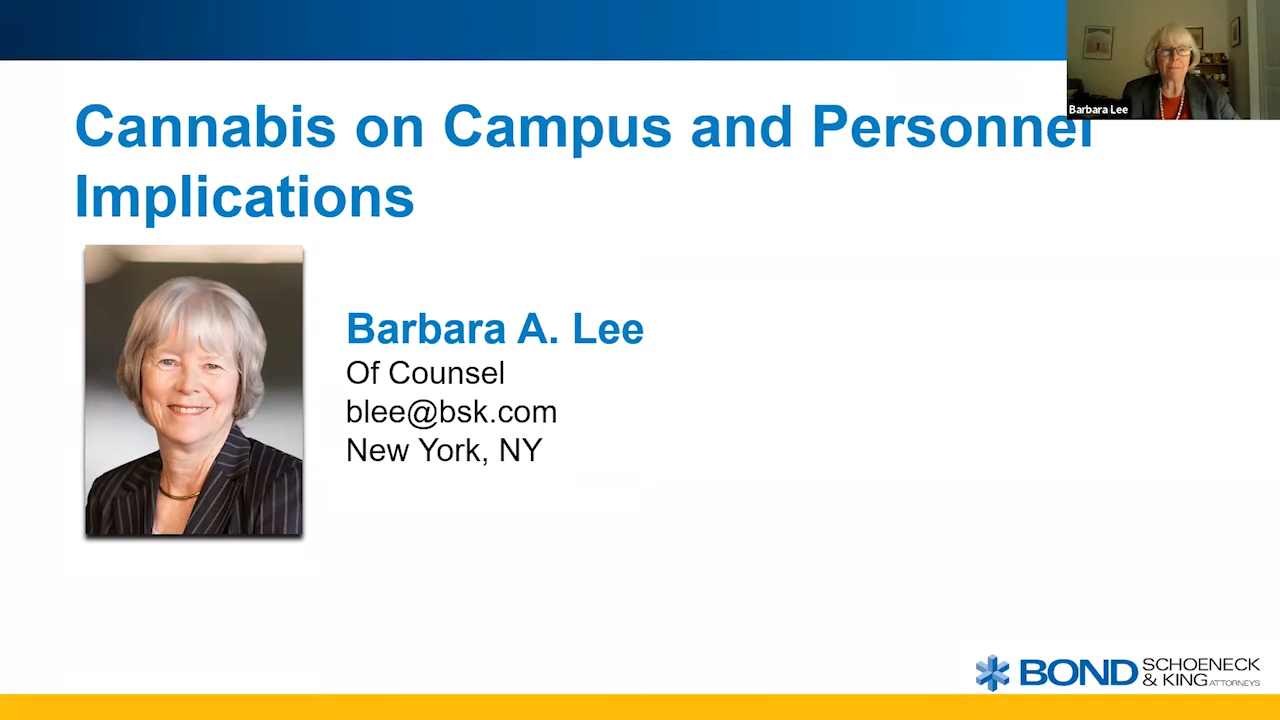 Cannabis on Campus and Personnel
Implications
Barbara Lee
Barbara A. Lee
Of Counsel
blee@bsk.com
New York, NY
BOND SCHOENECK
& KING ATTORNEYS